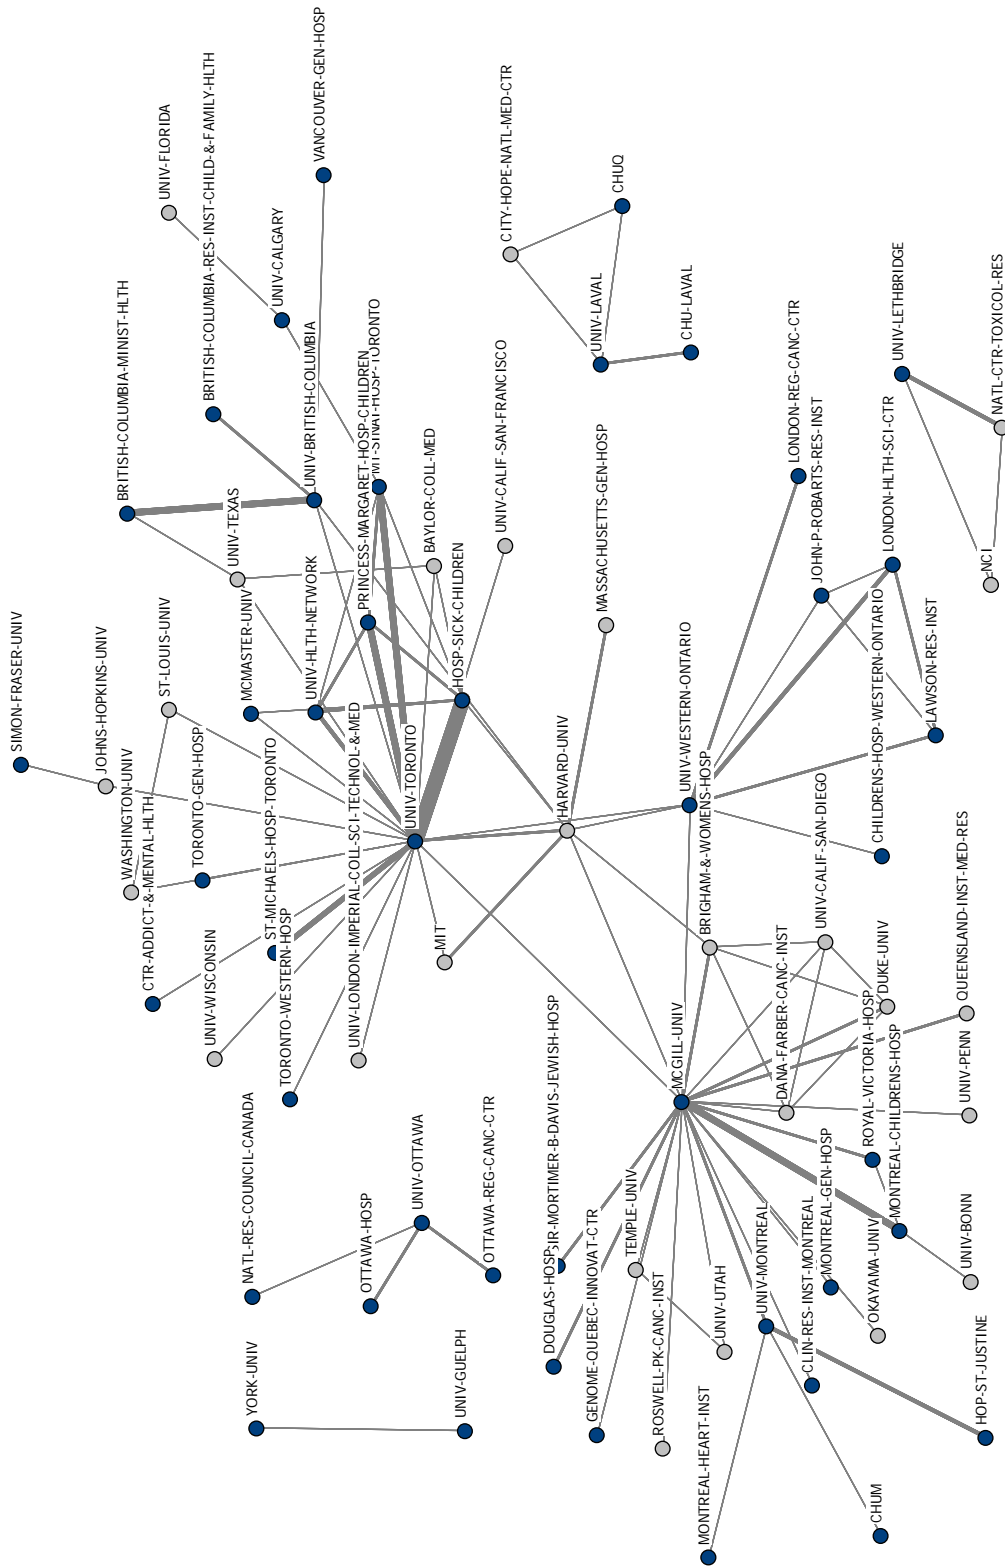 SIMON-FRASER-UNIV
JOHNS-HOPKINS-UNIV
WASHINGTON-UNIV
CTR-ADDICT-&-MENTAL-HLTH
ST-LOUIS-UNIV
TORONTO-GEN-HOSP
MCMASTER-UNIV
ST-MICHAELS-HOSP-TORONTO
UNIV-WISCONSIN
TORONTO-WESTERN-HOSP
UNIV-LONDON-IMPERIAL-COLL-SCI-TECHNOL-&-MED
UNIV-HLTH-NETWORK
UNIV-TORONTO
UNIV-TEXAS
BRITISH-COLUMBIA-MINIST-HLTH
BRITISH-COLUMBIA-RES-INST-CHILD-&-FAMILY-HLTH
UNIV-FLORIDA
UNIV-CALGARY
UNIV-BRITISH-COLUMBIA
VANCOUVER-GEN-HOSP
PRINCESS-MARGARET-HOSP-CHILDREN
MT-SINAI-HOSP-TORONTO
BAYLOR-COLL-MED
HOSP-SICK-CHILDREN
UNIV-CALIF-SAN-FRANCISCO
CITY-HOPE-NATL-MED-CTR
CHUQ
UNIV-LAVAL
CHU-LAVAL
MASSACHUSETTS-GEN-HOSP
HARVARD-UNIV
MIT
UNIV-WESTERN-ONTARIO
LONDON-REG-CANC-CTR
JOHN-P-ROBARTS-RES-INST
LONDON-HLTH-SCI-CTR
LAWSON-RES-INST
CHILDRENS-HOSP-WESTERN-ONTARIO
UNIV-LETHBRIDGE
NATL-CTR-TOXICOL-RES
NCI
BRIGHAM-&-WOMENS-HOSP
UNIV-CALIF-SAN-DIEGO
DUKE-UNIV
DANA-FARBER-CANC-INST
QUEENSLAND-INST-MED-RES
UNIV-PENN
MCGILL-UNIV
ROYAL-VICTORIA-HOSP
MONTREAL-CHILDRENS-HOSP
UNIV-BONN
MONTREAL-GEN-HOSP
OKAYAMA-UNIV
CLIN-RES-INST-MONTREAL
UNIV-MONTREAL
HOP-ST-JUSTINE
CHUM
MONTREAL-HEART-INST
UNIV-UTAH
TEMPLE-UNIV
ROSWELL-PK-CANC-INST
GENOME-QUEBEC-INNOVAT-CTR
DOUGLAS-HOSP
SIR-MORTIMER-B-DAVIS-JEWISH-HOSP
NATL-RES-COUNCIL-CANADA
UNIV-OTTAWA
OTTAWA-HOSP
OTTAWA-REG-CANC-CTR
YORK-UNIV
UNIV-GUELPH